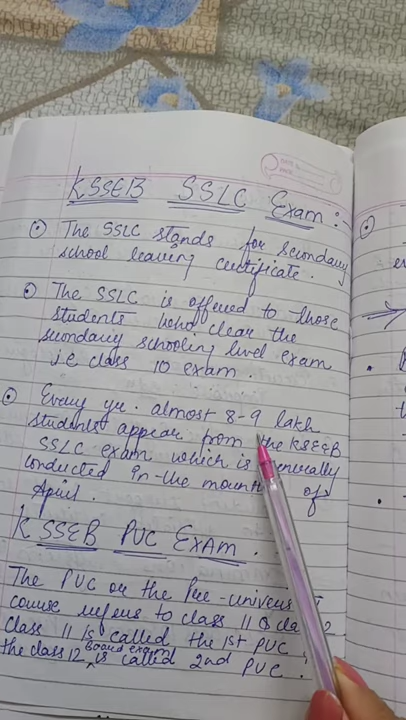 KSSEB SSLC Exam :-
The SSLC stands for Secondary
school leaving certificate.
The SSLC is offered to those
students who clear the
secondary schooling level exam
i.e class 10 exam.
Every yr. almost 8-9 lakh
students appear from the KSEEB
SSLC exam which is generically
conducted in the month of
April.
KSSEB PUC EXAM.
The PUC or the Pre-
course refers to class 11 &
class 11 is called the 1st PUC,
board exam
the class 12 is called 2nd PUC.